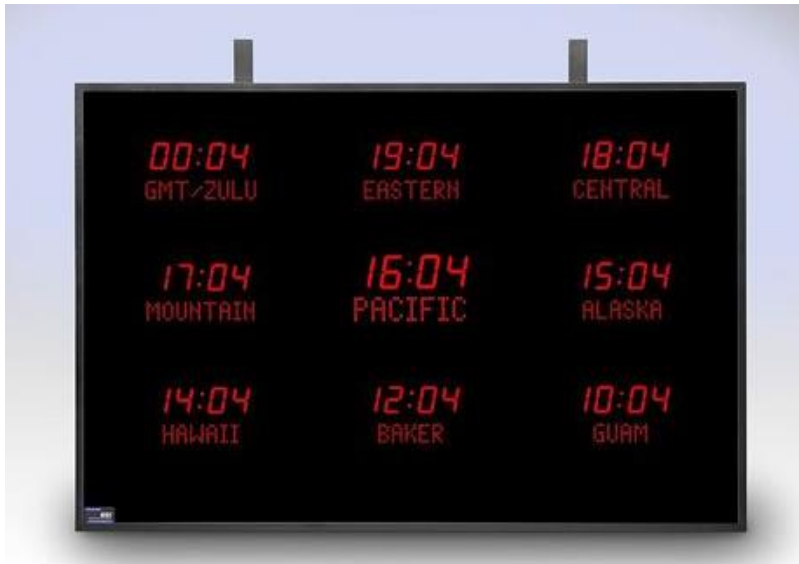 00:04 19:04 18:04
GMT/ZULU EASTERN CENTRAL
17:04 16:04 15:04
MOUNTAIN PACIFIC ALASKA
14:04 12:04 10:04
HAWAII BAKER GUAM